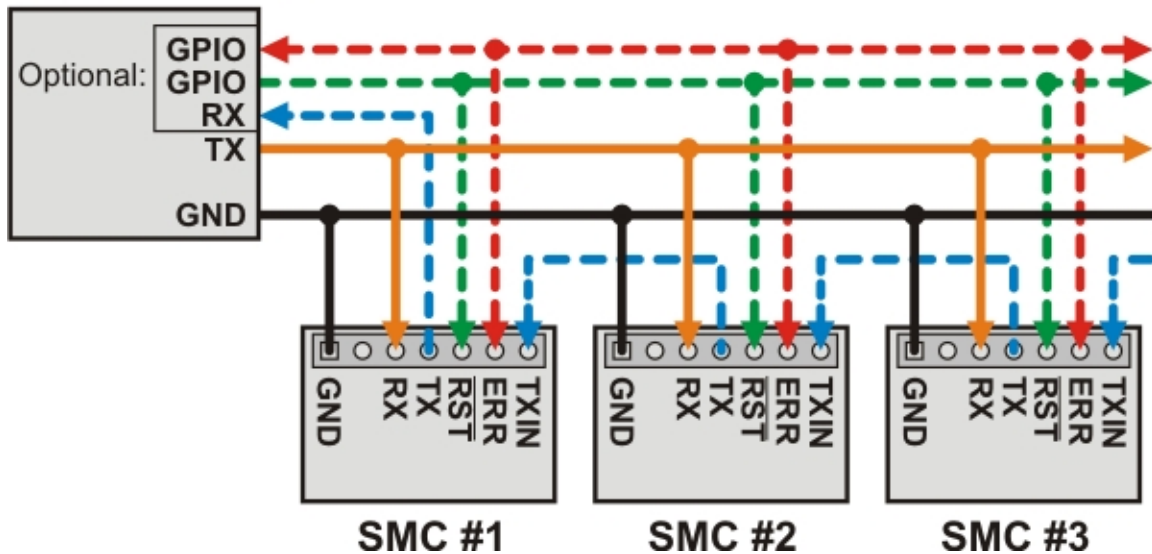 GPIO
Optional: GPIO
RX
TX
GND
GND RX TX RST ERR TXIN
GND RX TX RST ERR TXIN
GND RX TX RST ERR TXIN
SMC #1 SMC #2 SMC #3